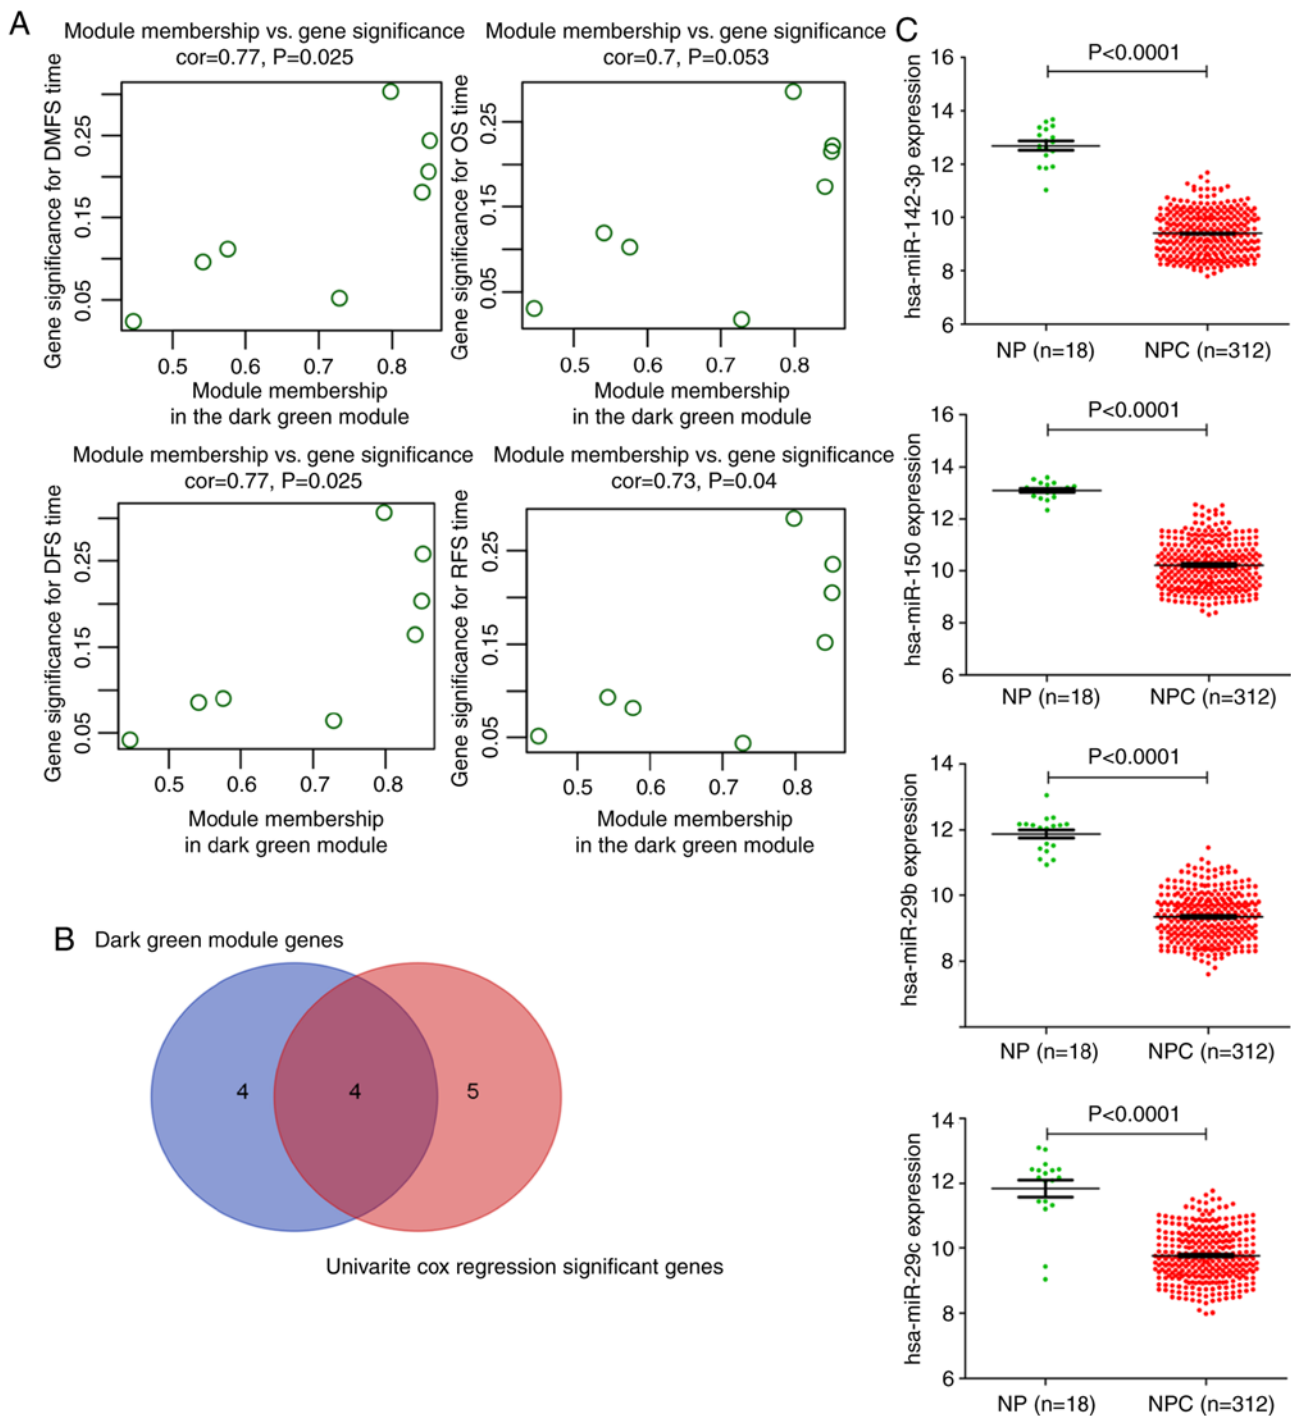 A
Module membership vs. gene significance
cor=0.77, P=0.025
Gene significance for DMFS time
0.25
0.15
0.05
0.5 0.6 0.7 0.8
Module membership
in the dark green module
Module membership vs. gene significance
cor=0.7, P=0.053
Gene significance for OS time
0.25
0.15
0.05
0.5 0.6 0.7 0.8
Module membership
in the dark green module
Module membership vs. gene significance
cor=0.77, P=0.025
Gene significance for DFS time
0.25
0.15
0.05
0.5 0.6 0.7 0.8
Module membership
in dark green module
Module membership vs. gene significance
cor=0.73, P=0.04
Gene significance for RFS time
0.25
0.15
0.05
0.5 0.6 0.7 0.8
Module membership
in the dark green module
B
Dark green module genes
4 4 5
Univarite cox regression significant genes
C
P<0.0001
hsa-miR-142-3p expression
16
14
12
10
8
6
NP (n=18) NPC (n=312)
P<0.0001
hsa-miR-150 expression
16
14
12
10
8
6
NP (n=18) NPC (n=312)
P<0.0001
hsa-miR-29b expression
14
12
10
8
NP (n=18) NPC (n=312)
P<0.0001
hsa-miR-29c expression
14
12
10
8
6
NP (n=18) NPC (n=312)